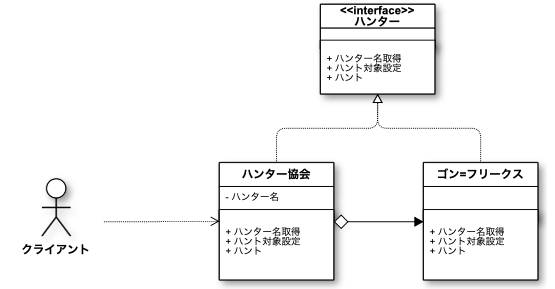 <<interface>>
ハンター
+ ハンター名取得
+ ハント対象設定
+ ハント
クライアント
ハンター協会
- ハンター名
+ ハンター名取得
+ ハント対象設定
+ ハント
ゴン=フリークス
+ ハンター名取得
+ ハント対象設定
+ ハント